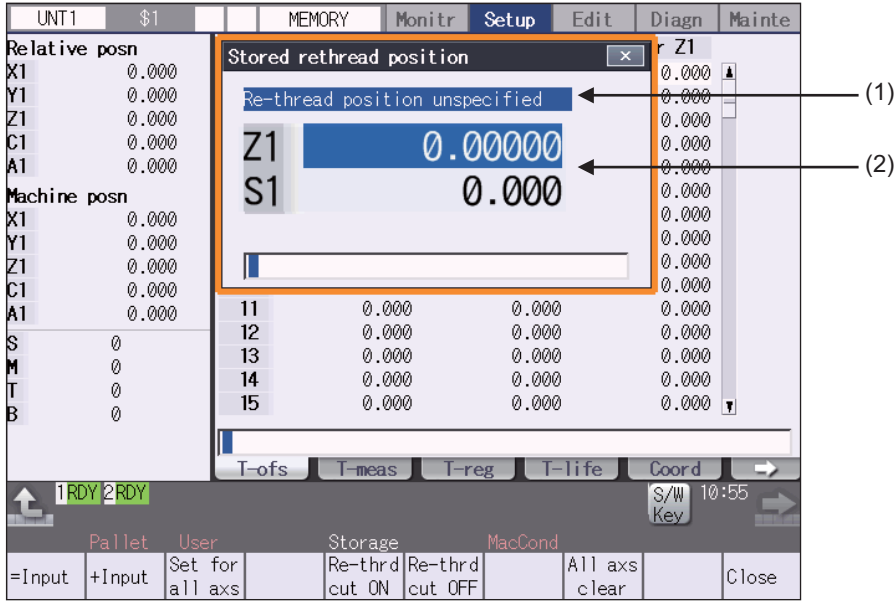 UNT1 $1 MEMORY Monitr Setup Edit Diagn Mainte
Relative posn
X1 0.000
Y1 0.000
Z1 0.000
C1 0.000
A1 0.000
Machine posn
X1 0.000
Y1 0.000
Z1 0.000
C1 0.000
A1 0.000
S 0
M 0
T 0
B 0
r Z1
0.000
0.000
0.000
0.000
0.000
0.000
0.000
0.000
0.000
0.000
Stored rethread position ×
Re-thread position unspecified
Z1 0.00000
S1 0.000
(1)
(2)
11 0.000 0.000 0.000
12 0.000 0.000 0.000
13 0.000 0.000 0.000
14 0.000 0.000 0.000
15 0.000 0.000 0.000
T-ofs T-meas T-reg T-life Coord
1RDY 2RDY
S/W Key
10:55
Pallet User Storage MacCond
=Input +Input Set for all axs Re-thrd cut ON Re-thrd cut OFF All axs clear Close